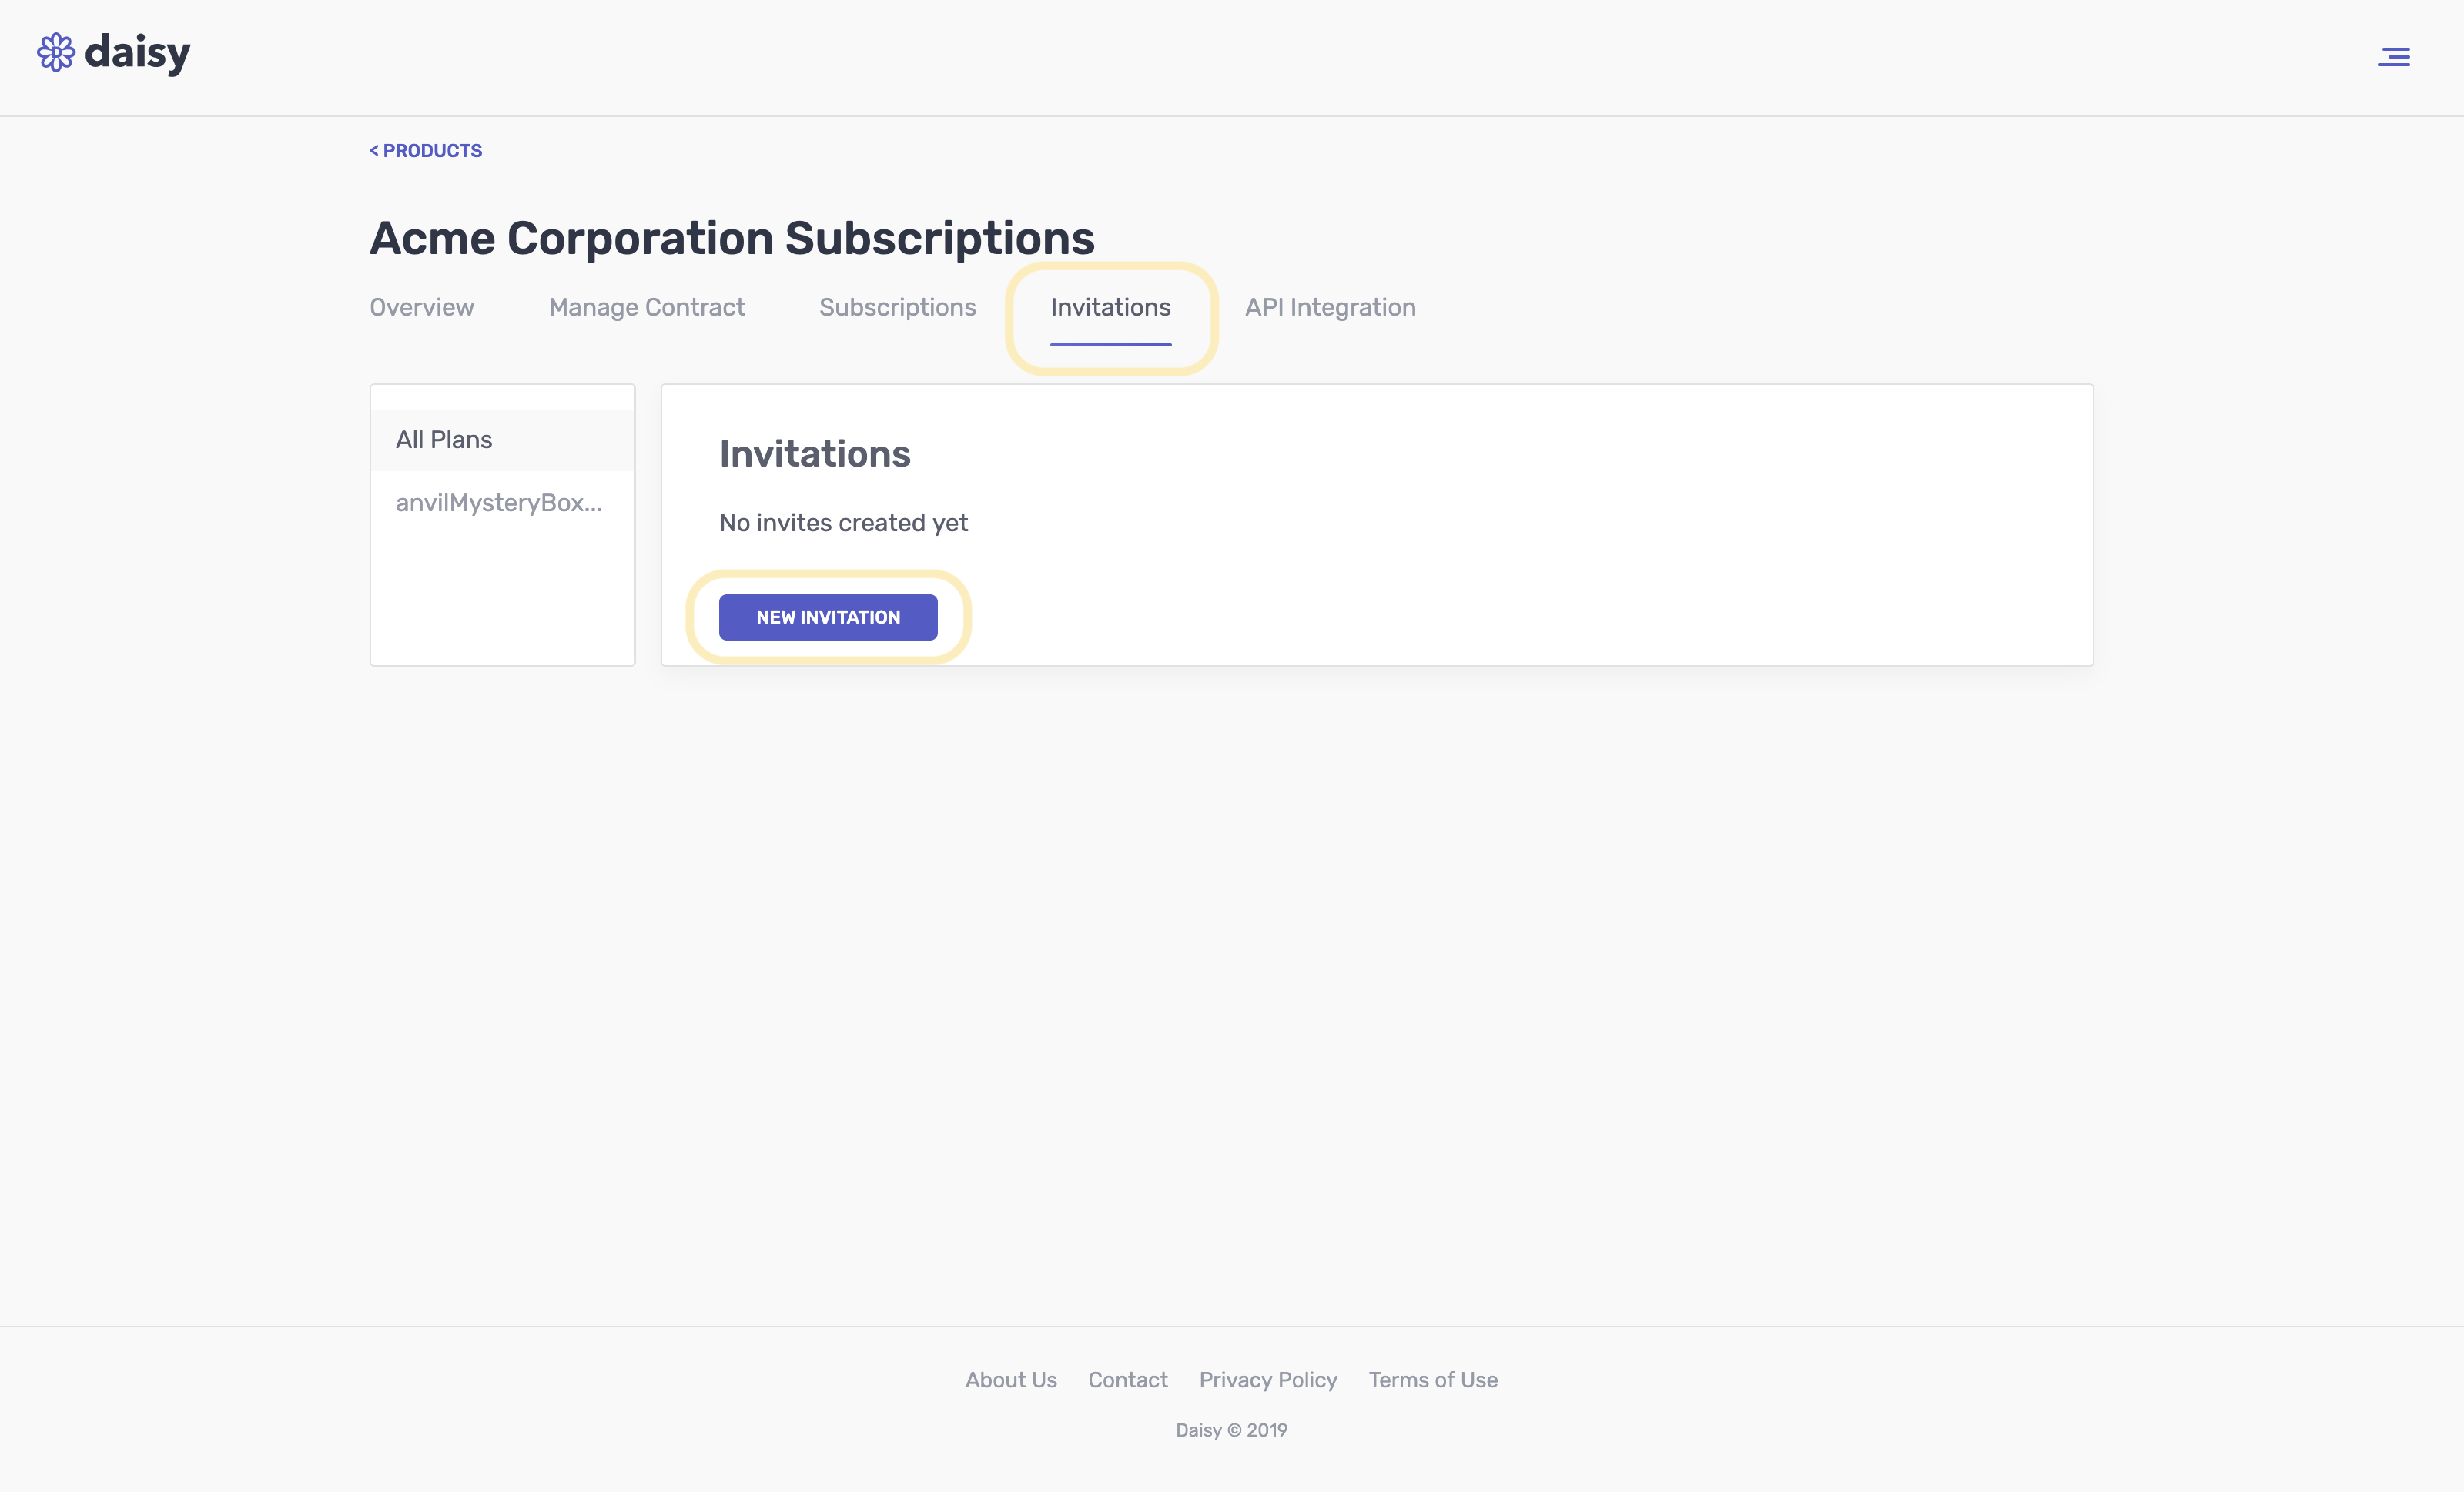 daisy
< PRODUCTS
Acme Corporation Subscriptions
Overview Manage Contract Subscriptions Invitations API Integration
All Plans
anvilMysteryBox...
Invitations
No invites created yet
NEW INVITATION
About Us Contact Privacy Policy Terms of Use
Daisy © 2019